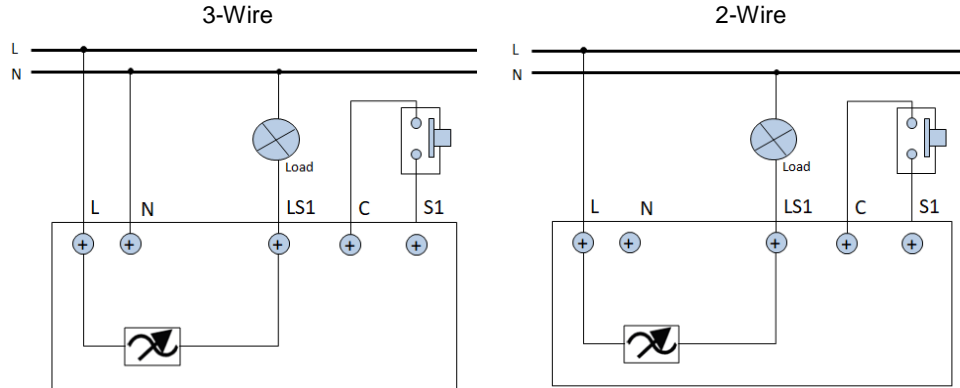 3-Wire
L
N
Load
L N LS1 C S1
2-Wire
L
N
Load
L N LS1 C S1